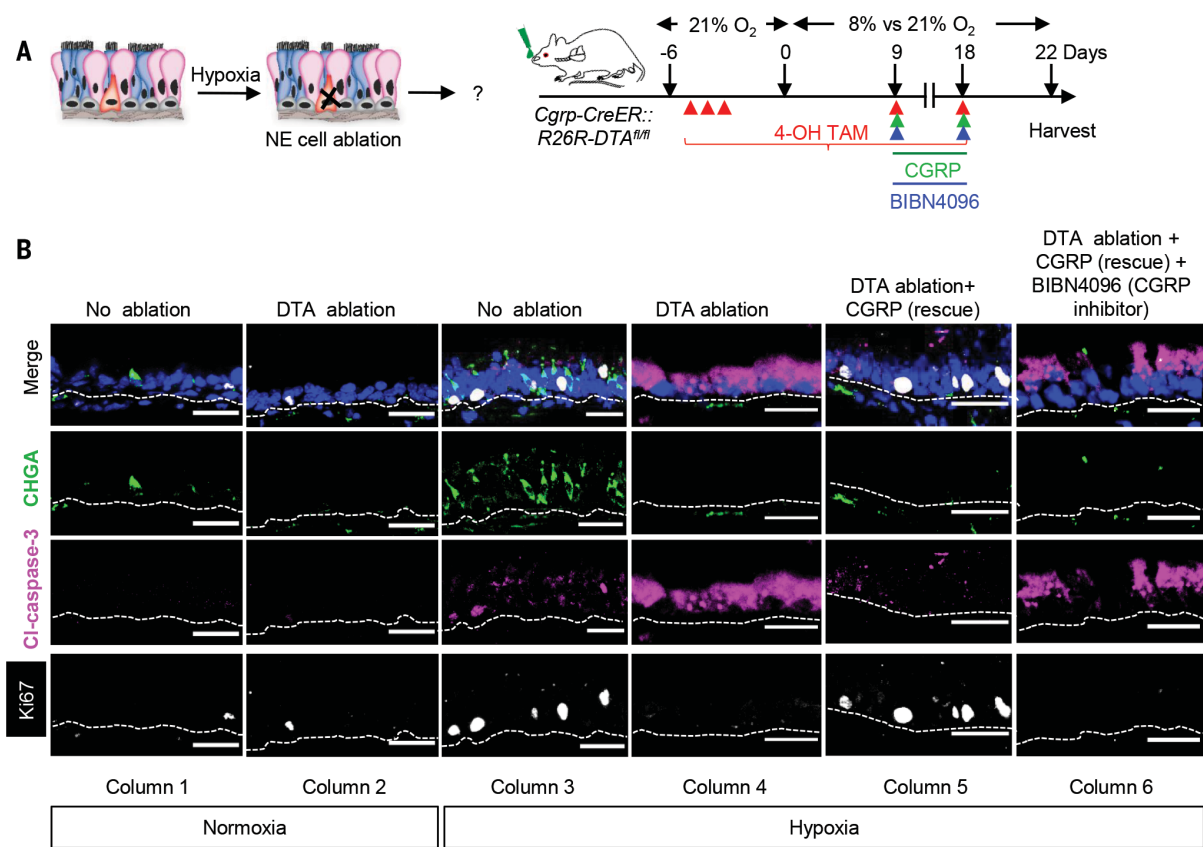 A
Hypoxia
NE cell ablation
?
21% O₂
8% vs 21% O₂
-6
0
9
18
22 Days
Cgrp-CreER::
R26R-DTAfl/fl
4-OH TAM
Harvest
CGRP
BIBN4096
B
No ablation
DTA ablation
No ablation
DTA ablation
DTA ablation+
CGRP (rescue)
DTA ablation +
CGRP (rescue) +
BIBN4096 (CGRP
inhibitor)
Merge
CHGA
Cl-caspase-3
Ki67
Column 1
Column 2
Column 3
Column 4
Column 5
Column 6
Normoxia
Hypoxia